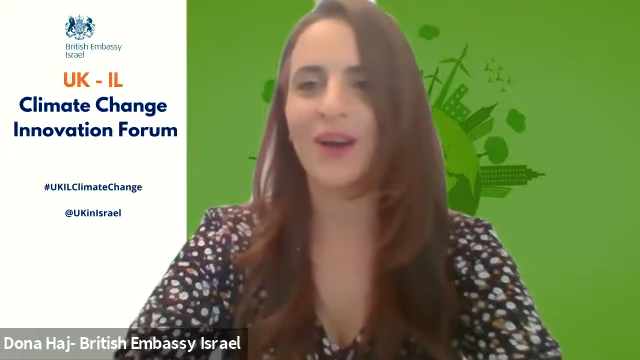 British Embassy
Israel
UK - IL
Climate Change
Innovation Forum
#UKILClimateChange
@UKinIsrael
Dona Haj- British Embassy Israel